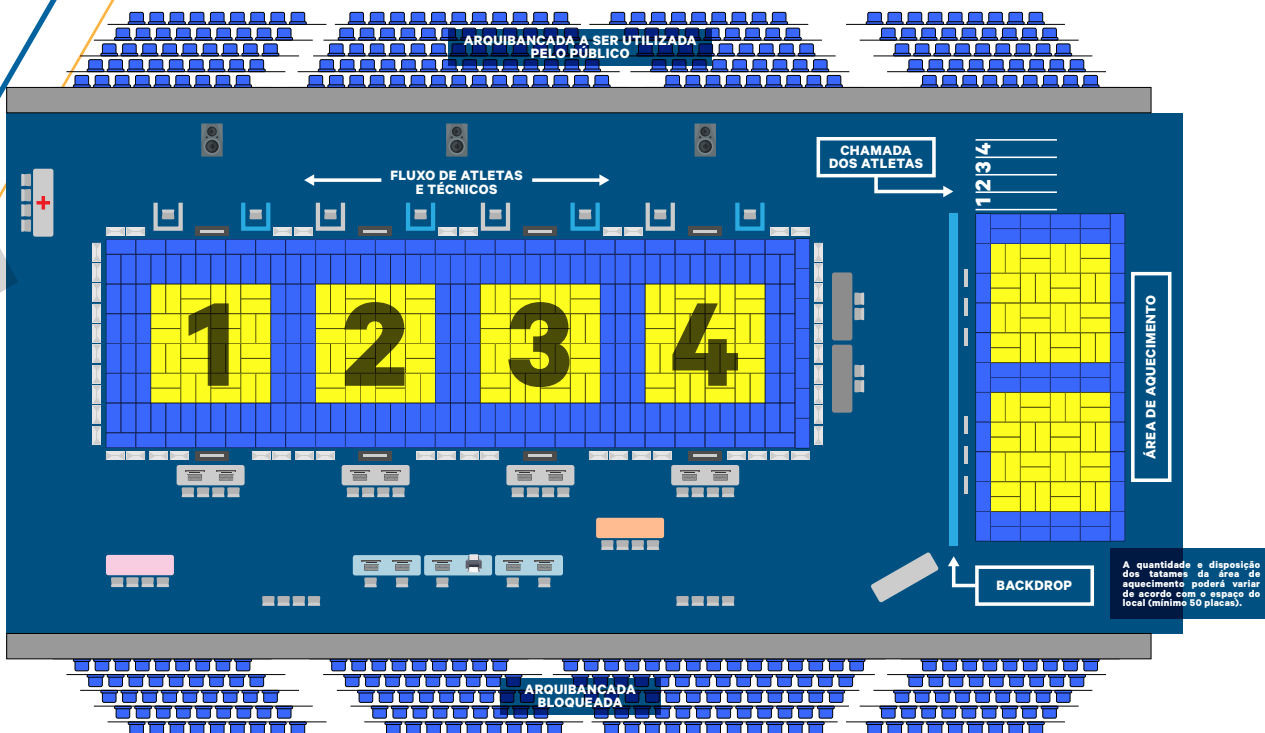 ARQUIBANCADA A SER UTILIZADA
PELO PÚBLICO
CHAMADA
DOS ATLETAS
1 2 3 4
FLUXO DE ATLETAS
E TÉCNICOS
1 2 3 4
ÁREA DE AQUECIMENTO
BACKDROP
A quantidade e disposição
dos tatames da área de
aquecimento poderá variar
de acordo com o espaço do
local (mínimo 50 placas).
ARQUIBANCADA
BLOQUEADA